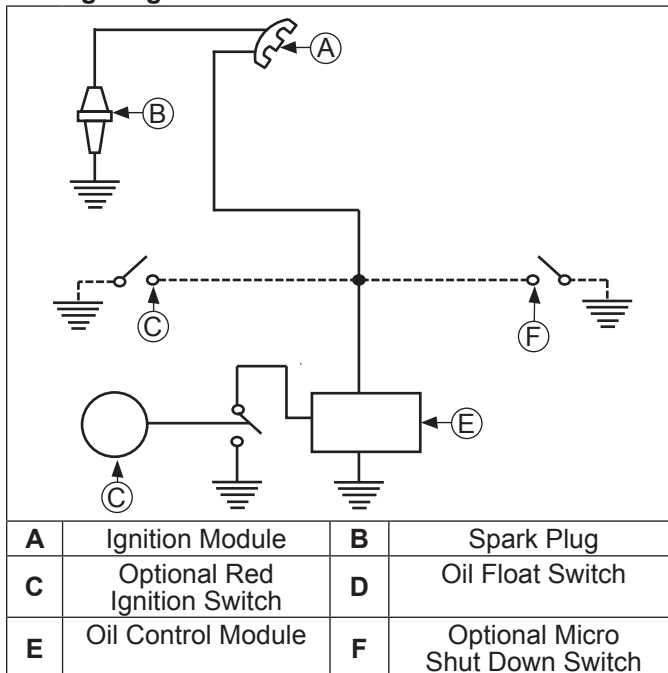 A
B
C
F
E
C
A Ignition Module B Spark Plug
C Optional Red Ignition Switch D Oil Float Switch
E Oil Control Module F Optional Micro Shut Down Switch